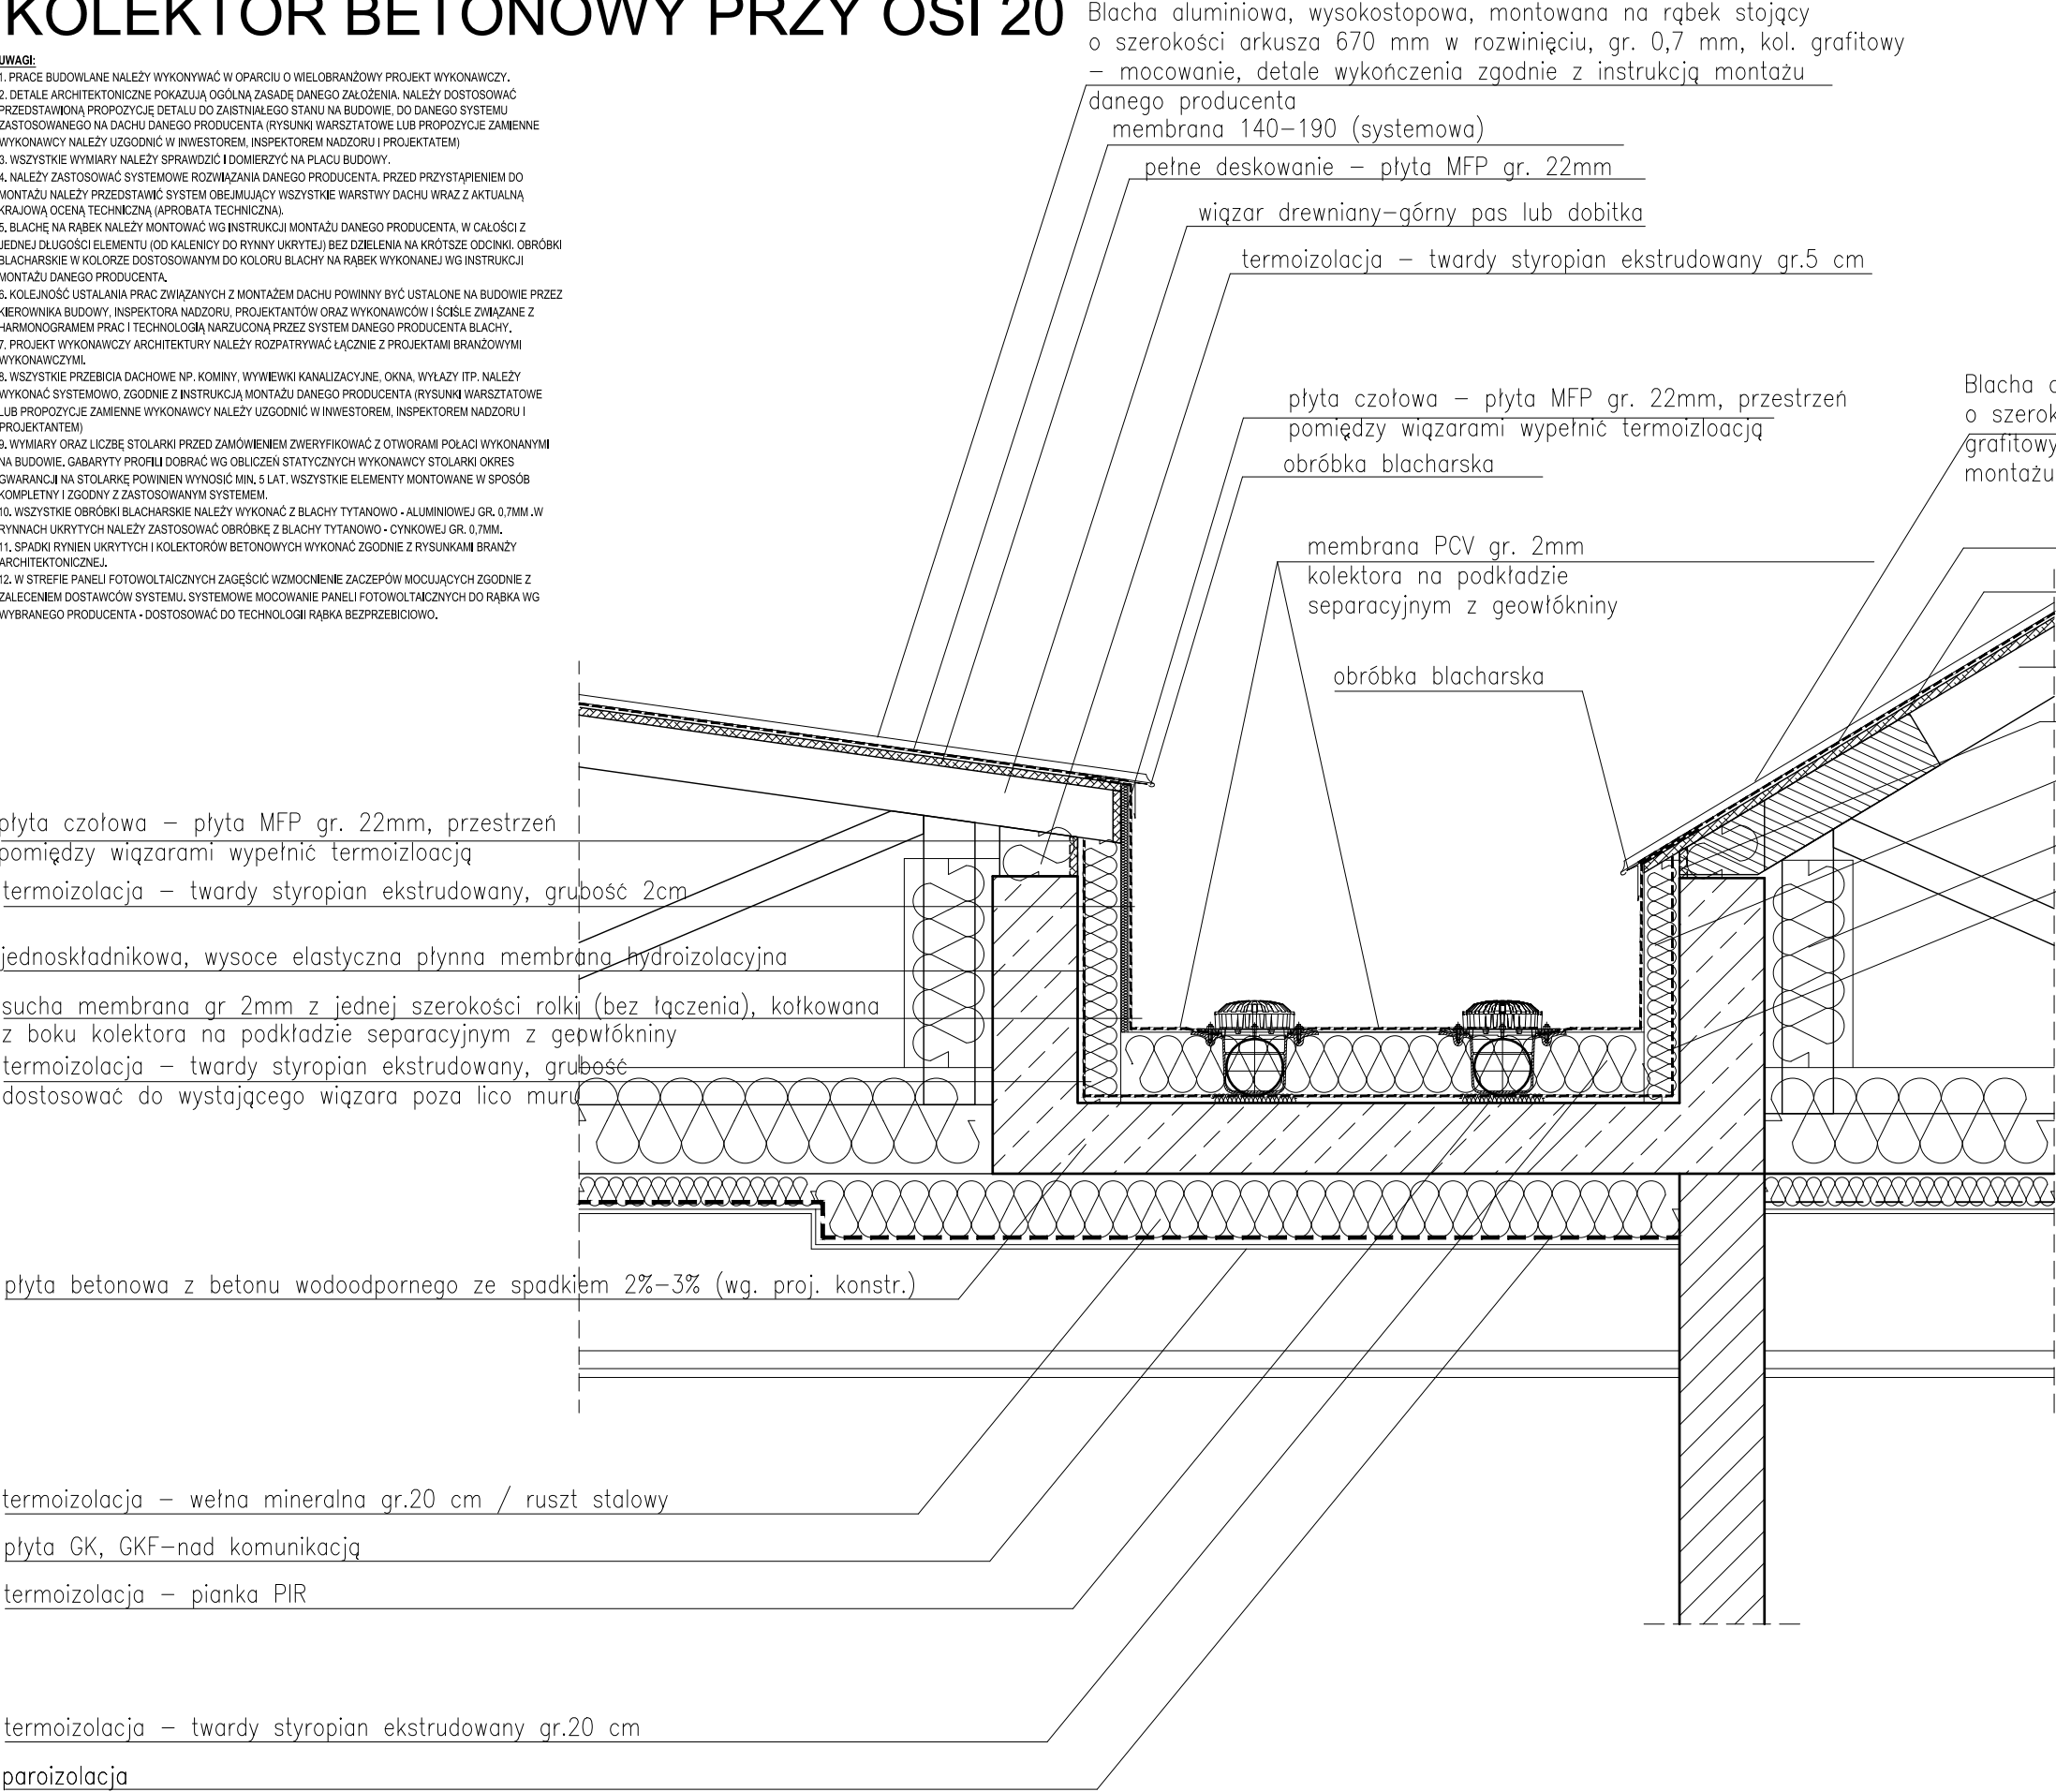 KOLEKTOR BETONOWY PRZY OSI 20
UWAGI:
1. PRACE BUDOWLANE NALEŻY WYKONYWAĆ W OPARCIU O WIELOBRANŻOWY PROJEKT WYKONAWCZY.
2. DETALE ARCHITEKTONICZNE POKAZUJĄ OGÓLNĄ ZASADĘ DANEGO ZAŁOŻENIA. NALEŻY DOSTOSOWAĆ
PRZEDSTAWIONĄ PROPOZYCJĘ DETALU DO ZAISTNIAŁEGO STANU NA BUDOWIE, DO DANEGO SYSTEMU
ZASTOSOWANEGO NA DACHU DANEGO PRODUCENTA (RYSUNKI WARSZTATOWE LUB PROPOZYCJE ZAMIENNE
WYKONAWCY NALEŻY UZGODNIĆ W INWESTOREM, INSPEKTOREM NADZORU I PROJEKTATEM)
3. WSZYSTKIE WYMIARY NALEŻY SPRAWDZIĆ I DOMIERZYĆ NA PLACU BUDOWY.
4. NALEŻY ZASTOSOWAĆ SYSTEMOWE ROZWIĄZANIA DANEGO PRODUCENTA. PRZED PRZYSTĄPIENIEM DO
MONTAŻU NALEŻY PRZEDSTAWIĆ SYSTEM OBEJMUJĄCY WSZYSTKIE WARSTWY DACHU WRAZ Z AKTUALNĄ
KRAJOWĄ OCENĄ TECHNICZNĄ (APROBATA TECHNICZNA).
5. BLACHĘ NA RĄBEK NALEŻY MONTOWAĆ WG INSTRUKCJI MONTAŻU DANEGO PRODUCENTA, W CAŁOŚCI Z
JEDNEJ DŁUGOŚCI ELEMENTU (OD KALENICY DO RYNNY UKRYTEJ) BEZ DZIELENIA NA KRÓTSZE ODCINKI. OBRÓBKI
BLACHARSKIE W KOLORZE DOSTOSOWANYM DO KOLORU BLACHY NA RĄBEK WYKONANEJ WG INSTRUKCJI
MONTAŻU DANEGO PRODUCENTA.
6. KOLEJNOŚĆ USTALANIA PRAC ZWIĄZANYCH Z MONTAŻEM DACHU POWINNY BYĆ USTALONE NA BUDOWIE PRZEZ
KIEROWNIKA BUDOWY, INSPEKTORA NADZORU, PROJEKTANTÓW ORAZ WYKONAWCÓW I ŚCIŚLE ZWIĄZANE Z
HARMONOGRAMEM PRAC I TECHNOLOGIĄ NARZUCONĄ PRZEZ SYSTEM DANEGO PRODUCENTA BLACHY.
7. PROJEKT WYKONAWCZY ARCHITEKTURY NALEŻY ROZPATRYWAĆ ŁĄCZNIE Z PROJEKTAMI BRANŻOWYMI
WYKONAWCZYMI.
8. WSZYSTKIE PRZEBICIA DACHOWE NP. KOMINY, WYWIEWKI KANALIZACYJNE, OKNA, WYŁAZY ITP. NALEŻY
WYKONAĆ SYSTEMOWO, ZGODNIE Z INSTRUKCJĄ MONTAŻU DANEGO PRODUCENTA (RYSUNKI WARSZTATOWE
LUB PROPOZYCJE ZAMIENNE WYKONAWCY NALEŻY UZGODNIĆ W INWESTOREM, INSPEKTOREM NADZORU I
PROJEKTANTEM)
9. WYMIARY ORAZ LICZBĘ STOLARKI PRZED ZAMÓWIENIEM ZWERYFIKOWAĆ Z OTWORAMI POŁACI WYKONANYMI
NA BUDOWIE. GABARYTY PROFILI DOBRAĆ WG OBLICZEŃ STATYCZNYCH WYKONAWCY STOLARKI OKRES
GWARANCJI NA STOLARKĘ POWINIEN WYNOSIĆ MIN. 5 LAT. WSZYSTKIE ELEMENTY MONTOWANE W SPOSÓB
KOMPLETNY I ZGODNY Z ZASTOSOWANYM SYSTEMEM.
10. WSZYSTKIE OBRÓBKI BLACHARSKIE NALEŻY WYKONAĆ Z BLACHY TYTANOWO - ALUMINIOWEJ GR. 0,7MM .W
RYNNACH UKRYTYCH NALEŻY ZASTOSOWAĆ OBRÓBKĘ Z BLACHY TYTANOWO - CYNKOWEJ GR. 0,7MM.
11. SPADKI RYNIEN UKRYTYCH I KOLEKTORÓW BETONOWYCH WYKONAĆ ZGODNIE Z RYSUNKAMI BRANŻY
ARCHITEKTONICZNEJ.
12. W STREFIE PANELI FOTOWOLTAICZNYCH ZAGĘŚCIĆ WZMOCNIENIE ZACZEPÓW MOCUJĄCYCH ZGODNIE Z
ZALECENIEM DOSTAWCÓW SYSTEMU. SYSTEMOWE MOCOWANIE PANELI FOTOWOLTAICZNYCH DO RĄBKA WG
WYBRANEGO PRODUCENTA - DOSTOSOWAĆ DO TECHNOLOGII RĄBKA BEZPRZEBICIOWO.
Blacha aluminiowa, wysokostopowa, montowana na rąbek stojący
o szerokości arkusza 670 mm w rozwinięciu, gr. 0,7 mm, kol. grafitowy
– mocowanie, detale wykończenia zgodnie z instrukcją montażu
danego producenta
membrana 140–190 (systemowa)
pełne deskowanie – płyta MFP gr. 22mm
wiązar drewniany–górny pas lub dobitka
termoizolacja – twardy styropian ekstrudowany gr.5 cm
płyta czołowa – płyta MFP gr. 22mm, przestrzeń
pomiędzy wiązarami wypełnić termoizloacją
obróbka blacharska
membrana PCV gr. 2mm
kolektora na podkładzie
separacyjnym z geowłókniny
obróbka blacharska
Blacha
o szerok
grafitowy
montażu
płyta czołowa – płyta MFP gr. 22mm, przestrzeń
pomiędzy wiązarami wypełnić termoizloacją
termoizolacja – twardy styropian ekstrudowany, grubość 2cm
jednoskładnikowa, wysoce elastyczna płynna membrana hydroizolacyjna
sucha membrana gr 2mm z jednej szerokości rolki (bez łączenia), kołkowana
z boku kolektora na podkładzie separacyjnym z geowłókniny
termoizolacja – twardy styropian ekstrudowany, grubość
dostosować do wystającego wiązara poza lico muru
płyta betonowa z betonu wodoodpornego ze spadkiem 2%–3% (wg. proj. konstr.)
termoizolacja – wełna mineralna gr.20 cm / ruszt stalowy
płyta GK, GKF–nad komunikacją
termoizolacja – pianka PIR
termoizolacja – twardy styropian ekstrudowany gr.20 cm
paroizolacja